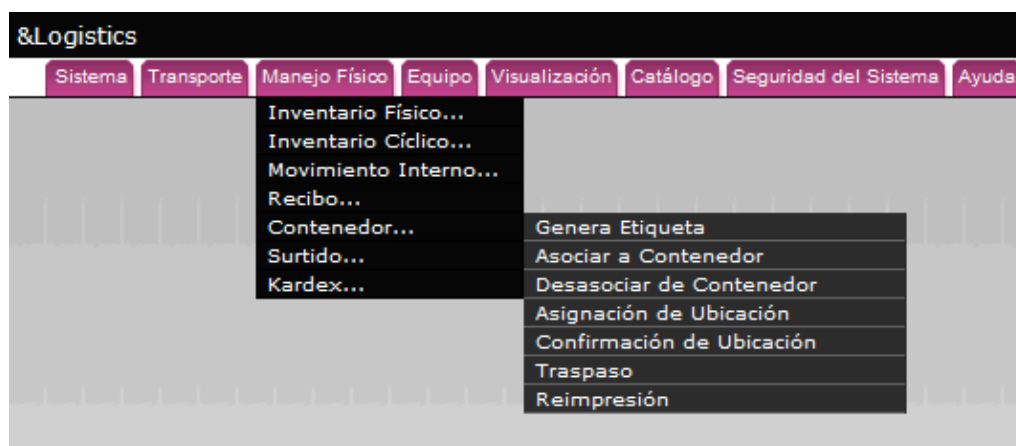 &Logistics
Sistema Transporte Manejo Físico Equipo Visualización Catálogo Seguridad del Sistema Ayuda
Inventario Físico...
Inventario Cíclico...
Movimiento Interno...
Recibo...
Contenedor... Genera Etiqueta
Surtido... Asociar a Contenedor
Kardex... Desasociar de Contenedor
Asignación de Ubicación
Confirmación de Ubicación
Traspaso
Reimpresión